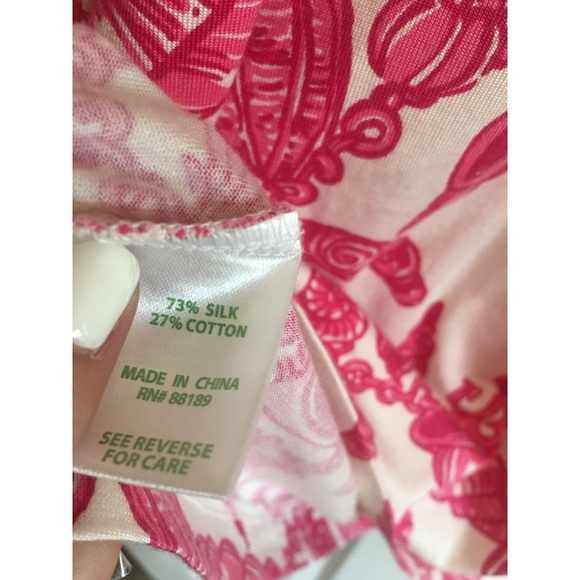 73% SILK
27% COTTON
MADE IN CHINA
RN# 88189
SEE REVERSE
FOR CARE